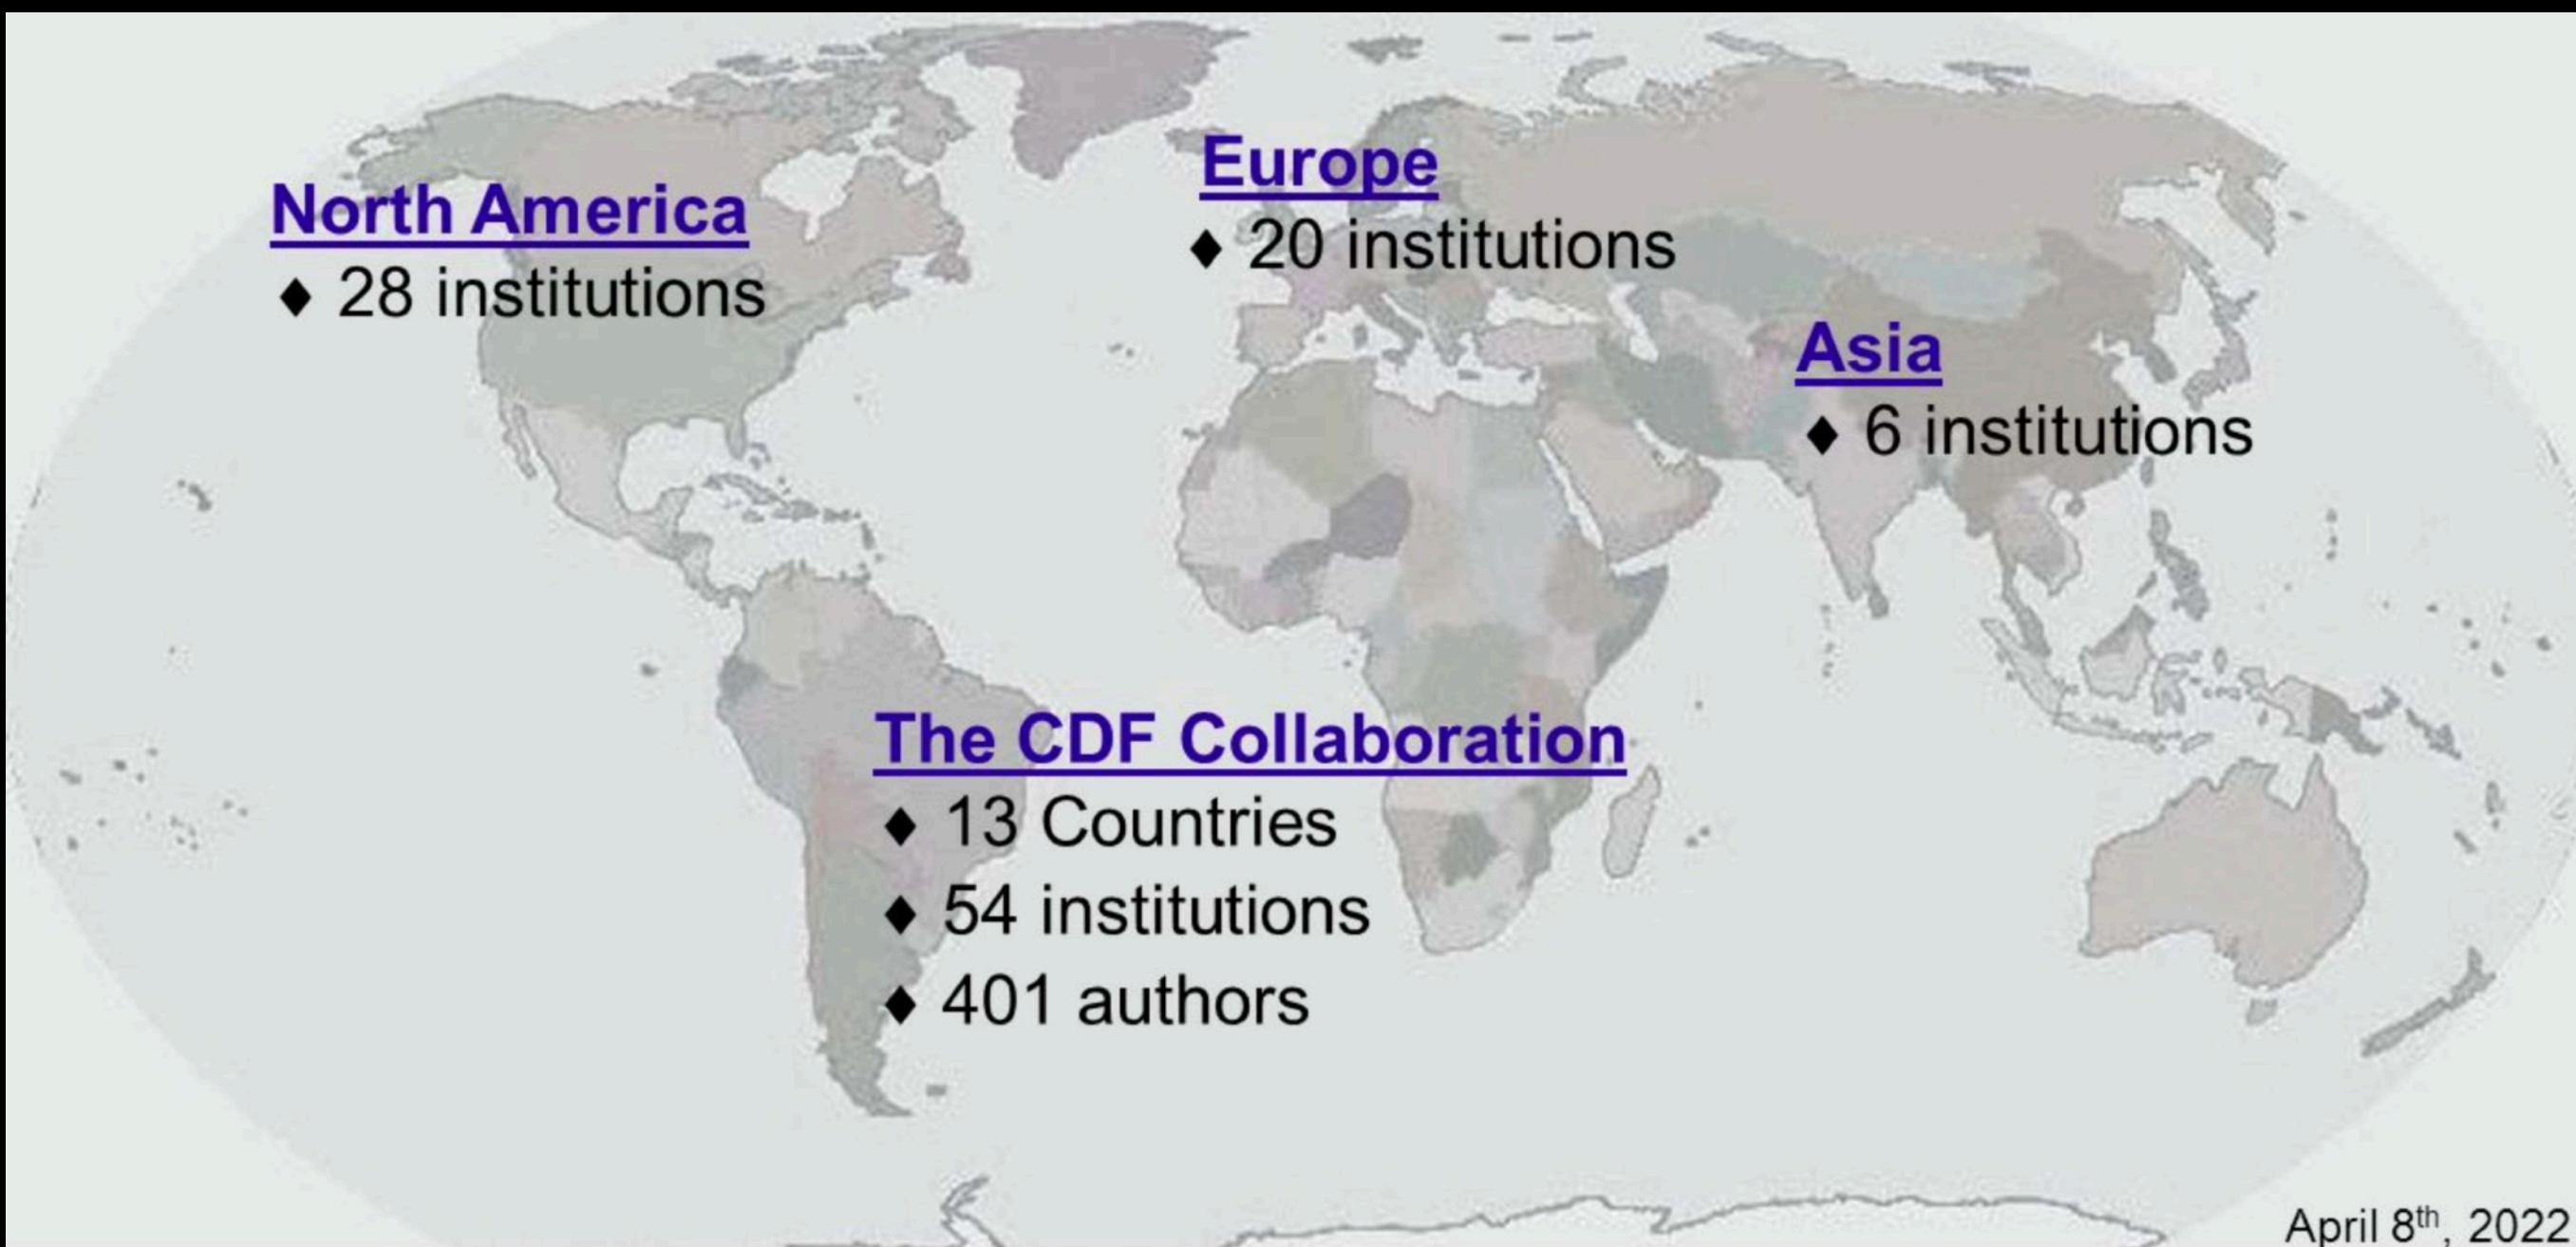 North America
♦ 28 institutions
Europe
♦ 20 institutions
Asia
♦ 6 institutions
The CDF Collaboration
♦ 13 Countries
♦ 54 institutions
♦ 401 authors
April 8th, 2022